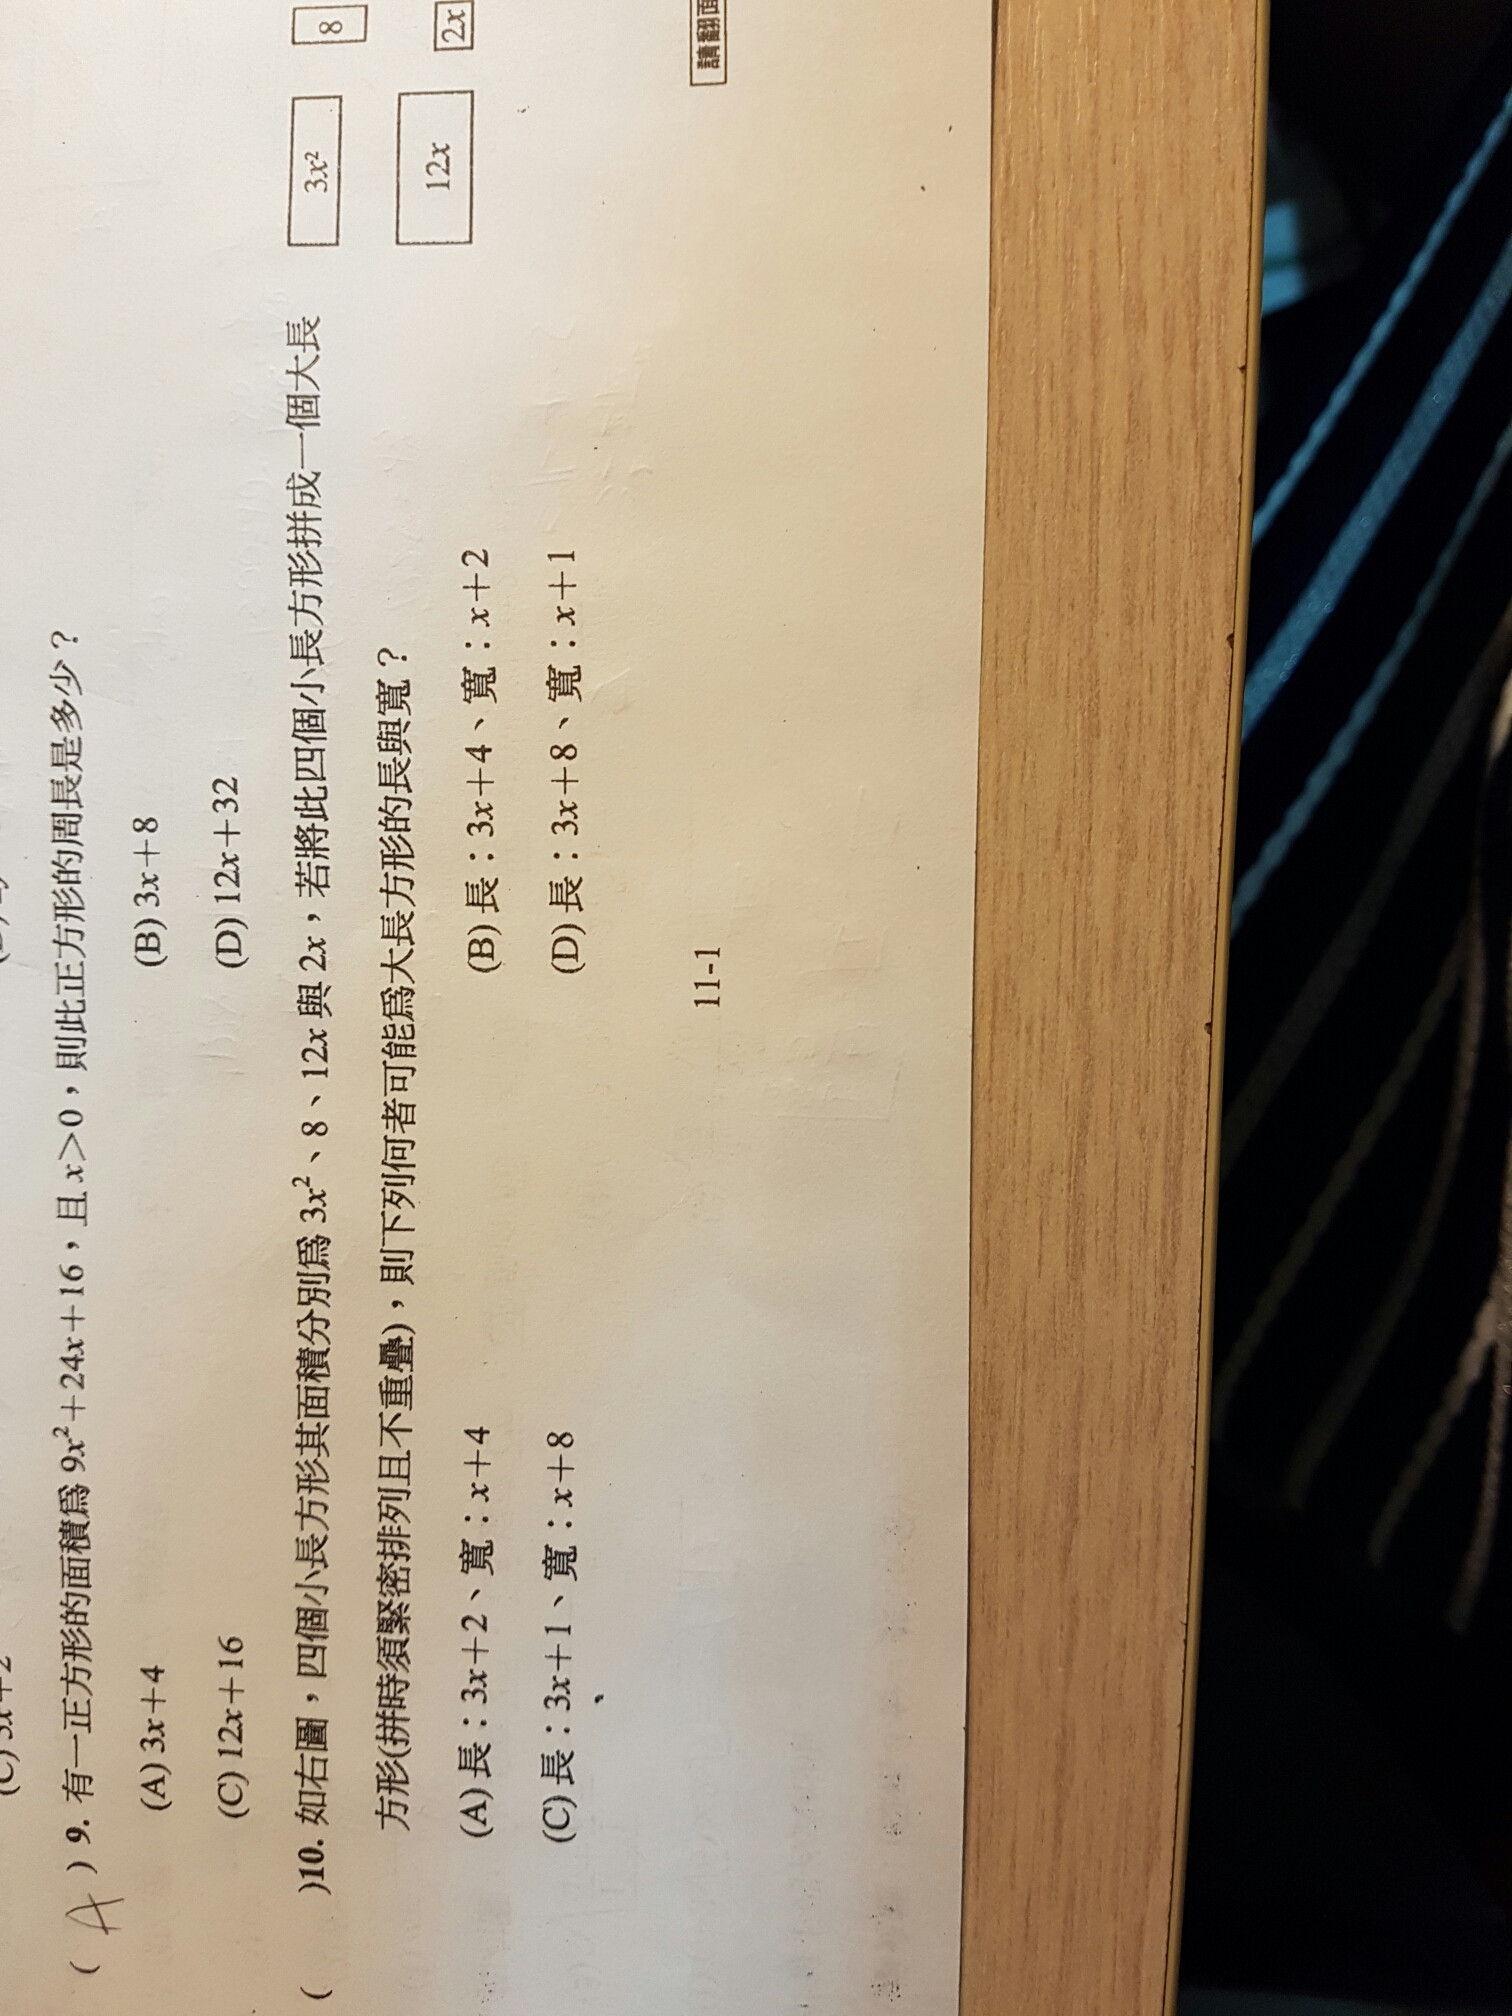 ( A ) 9. 有一正方形的面積爲 9x²+24x+16，且 x>0，則此正方形的周長是多少？
(A) 3x+4 (B) 3x+8
(C) 12x+16 (D) 12x+32
( )10. 如右圖，四個小長方形其面積分別爲 3x²、8、12x 與 2x，若將此四個小長方形拼成一個大長
方形(拼時須緊密排列且不重疊)，則下列何者可能爲大長方形的長與寬？
(A) 長：3x+2、寬：x+4 (B) 長：3x+4、寬：x+2
(C) 長：3x+1、寬：x+8 (D) 長：3x+8、寬：x+1
3x² 8
12x 2x
11-1
請翻面